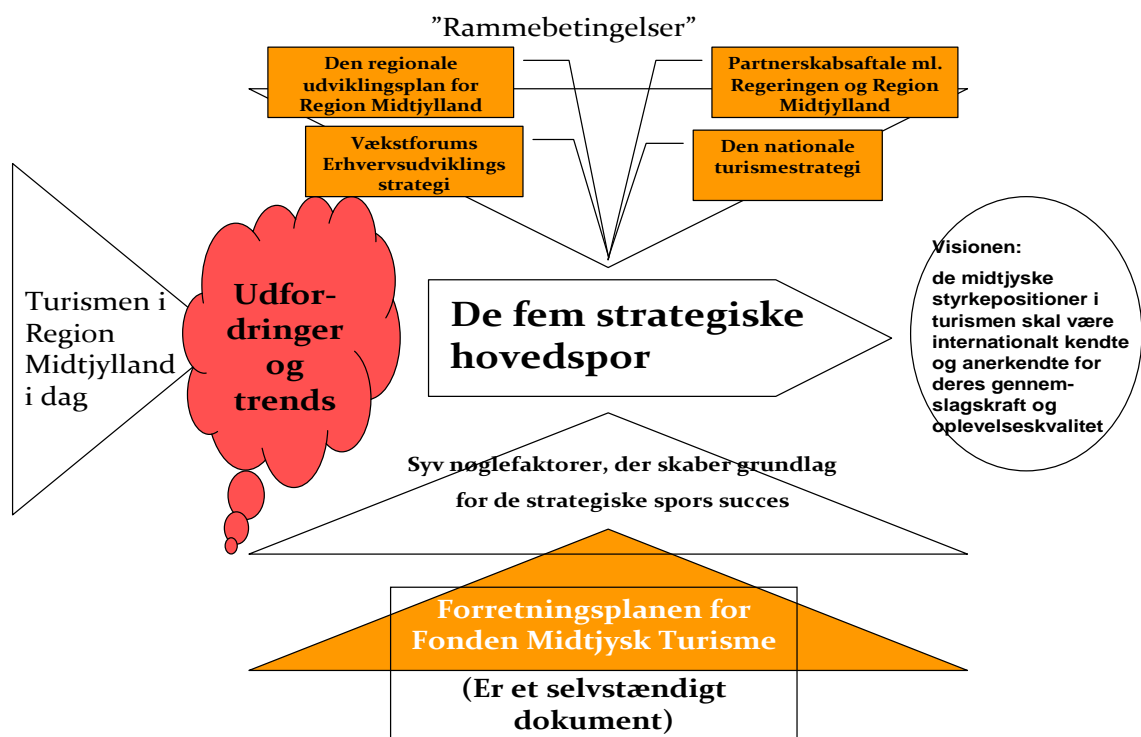 ”Rammebetingelser”
Den regionale
udviklingsplan for
Region Midtjylland
Partnerskabsaftale ml.
Regeringen og Region
Midtjylland
Vækstforums
Erhvervsudviklings
strategi
Den nationale
turismestrategi
Turismen i
Region
Midtjylland
i dag
Udfor-
dringer
og
trends
De fem strategiske
hovedspor
Visionen:
de midtjyske
styrkepositioner i
turismen skal være
internationalt kendte
og anerkendte for
deres gennem-
slagskraft og
oplevelseskvalitet
Syv nøglefaktorer, der skaber grundlag
for de strategiske spors succes
Forretningsplanen for
Fonden Midtjysk Turisme
(Er et selvstændigt
dokument)